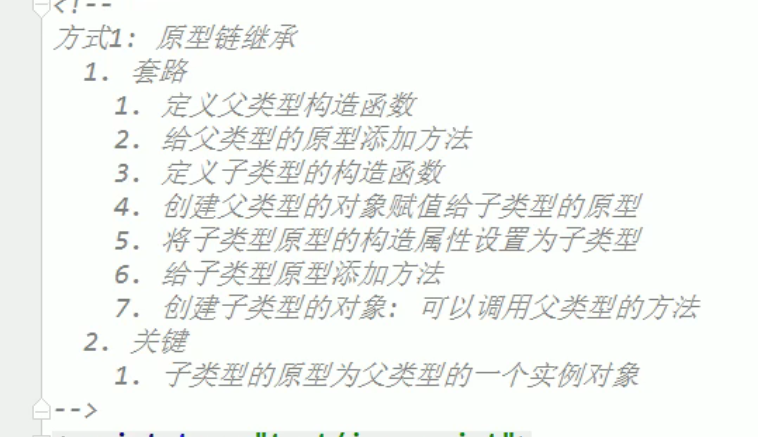 <!--
方式1: 原型链继承
1. 套路
1. 定义父类型构造函数
2. 给父类型的原型添加方法
3. 定义子类型的构造函数
4. 创建父类型的对象赋值给子类型的原型
5. 将子类型原型的构造属性设置为子类型
6. 给子类型原型添加方法
7. 创建子类型的对象: 可以调用父类型的方法
2. 关键
1. 子类型的原型为父类型的一个实例对象
-->